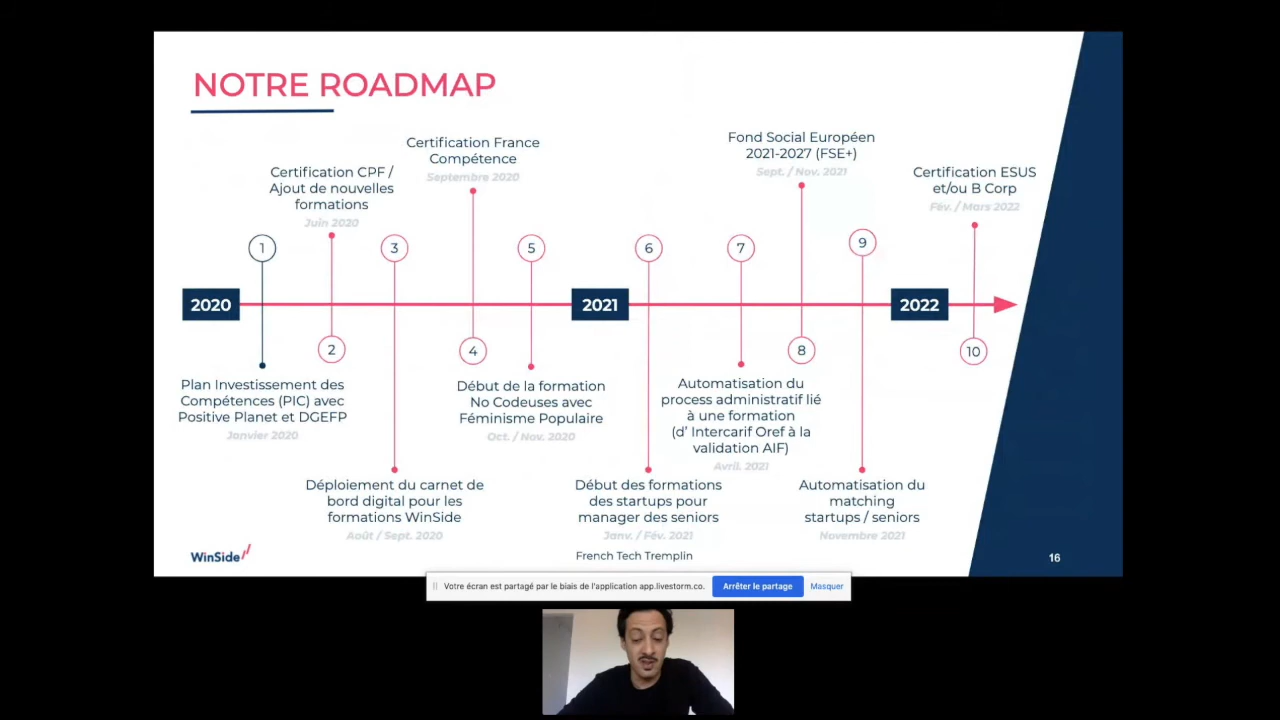 NOTRE ROADMAP
Certification CPF /
Ajout de nouvelles
formations
Juin 2020
Certification France
Compétence
Septembre 2020
Fond Social Européen
2021-2027 (FSE+)
Sept. / Nov. 2021
Certification ESUS
et/ou B Corp
Fév. / Mars 2022
1
3
5
6
7
9
2020
2021
2022
2
4
8
10
Plan Investissement des
Compétences (PIC) avec
Positive Planet et DGEFP
Janvier 2020
Début de la formation
No Codeuses avec
Féminisme Populaire
Oct. / Nov. 2020
Automatisation du
process administratif lié
à une formation
(d' Intercarif Oref à la
validation AIF)
Avril. 2021
Déploiement du carnet de
bord digital pour les
formations WinSide
Août / Sept. 2020
Début des formations
des startups pour
manager des seniors
Janv. / Fév. 2021
Automatisation du
matching
startups / seniors
Novembre 2021
WinSide
French Tech Tremplin
16
Votre écran est partagé par le biais de l'application app.livestorm.co.
Arrêter le partage
Masquer